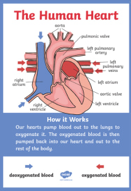 The Human Heart
aorta
pulmonary valve
left pulmonary
artery
left pulmonary
veins
right
atrium
left atrium
aortic valve
left ventricle
right
ventricle
How it Works
Our hearts pump blood out to the lungs to
oxygenate it. The oxygenated blood is then
pumped back into our heart and out to the
rest of the body.
deoxygenated blood
oxygenated blood